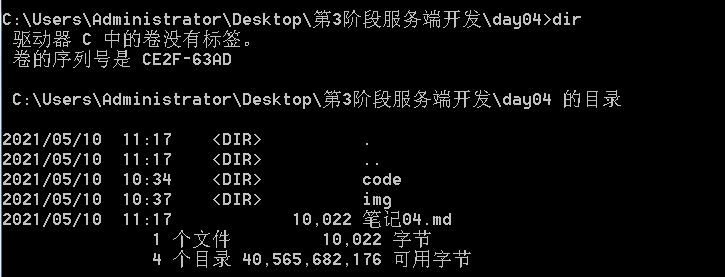 C:\Users\Administrator\Desktop\第3阶段服务端开发\day04>dir
驱动器 C 中的卷没有标签。
卷的序列号是 CE2F-63AD
C:\Users\Administrator\Desktop\第3阶段服务端开发\day04 的目录
2021/05/10  11:17    <DIR>          .
2021/05/10  11:17    <DIR>          ..
2021/05/10  10:34    <DIR>          code
2021/05/10  10:37    <DIR>          img
2021/05/10  11:17            10,022 笔记04.md
1 个文件         10,022 字节
4 个目录 40,565,682,176 可用字节